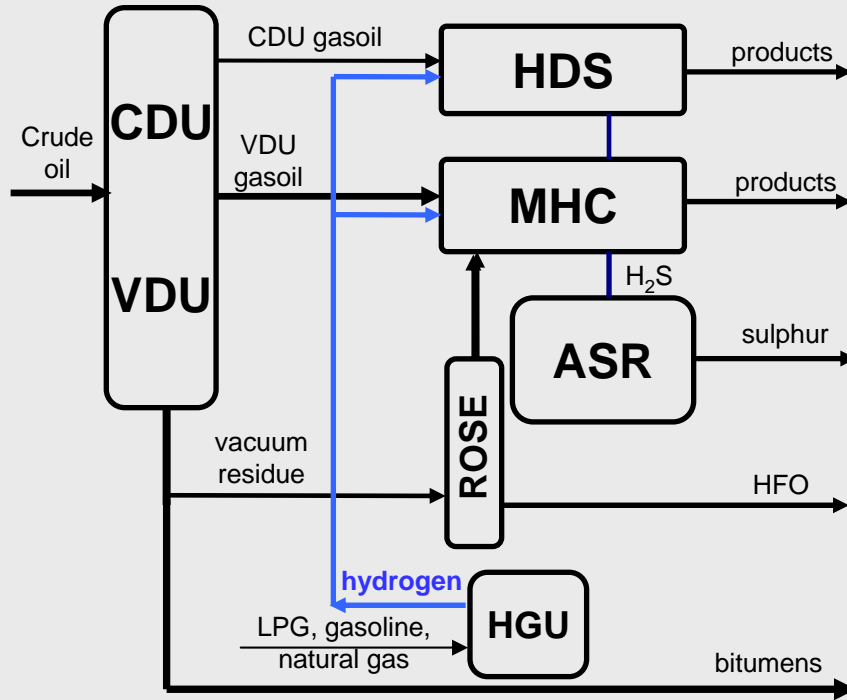 CDU gasoil
HDS
products
CDU
Crude
oil
VDU
gasoil
MHC
products
VDU
H₂S
ASR
sulphur
ROSE
vacuum
residue
HFO
hydrogen
HGU
LPG, gasoline,
natural gas
bitumens